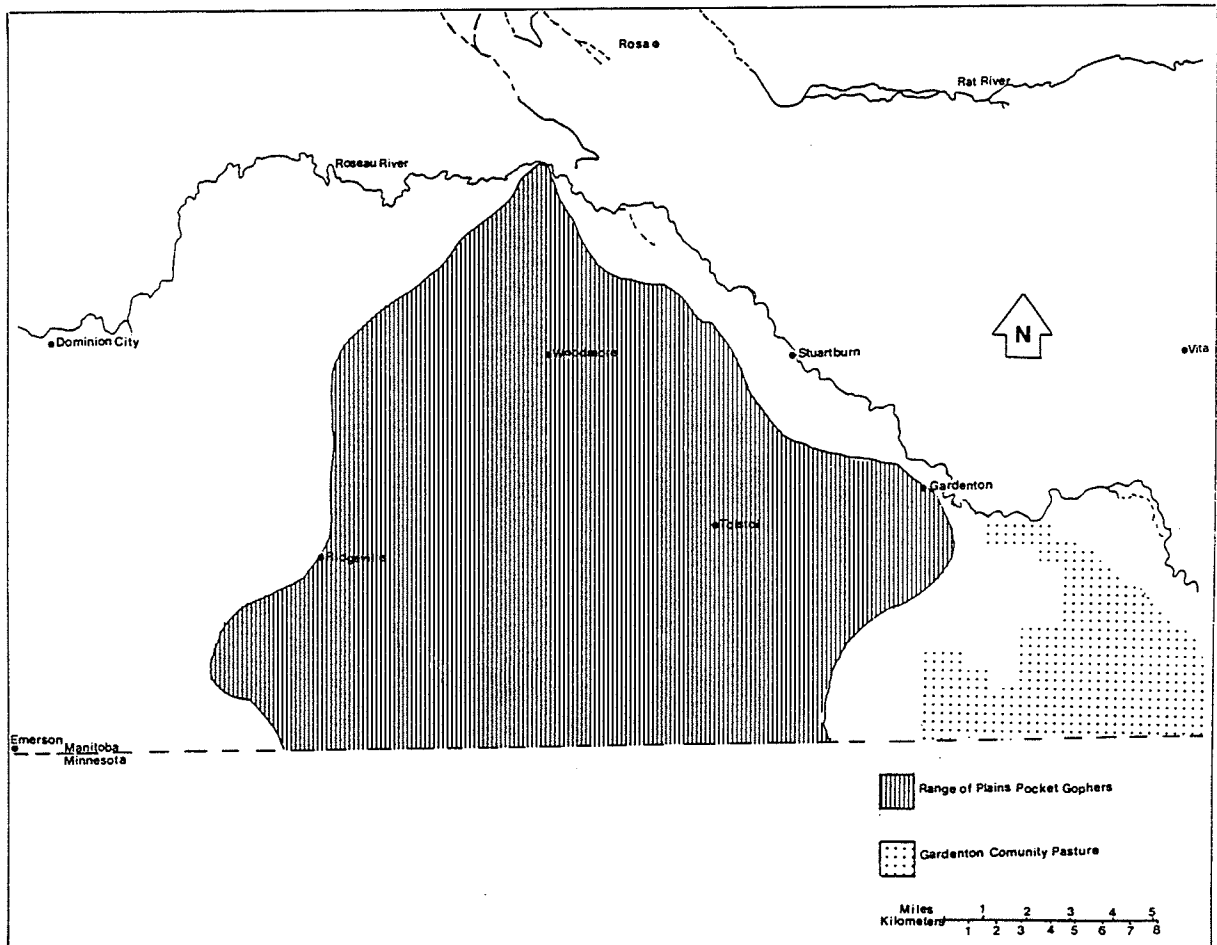 Rosa
Rat River
Roseau River
Dominion City
Woodmore
Stuartburn
N
Vita
Gardenton
Tolstoi
Ridgeville
Emerson
Manitoba
Minnesota
Range of Plains Pocket Gophers
Gardenton Comunity Pasture
Miles 1 2 3 4 5
Kilometers 1 2 3 4 5 6 7 8